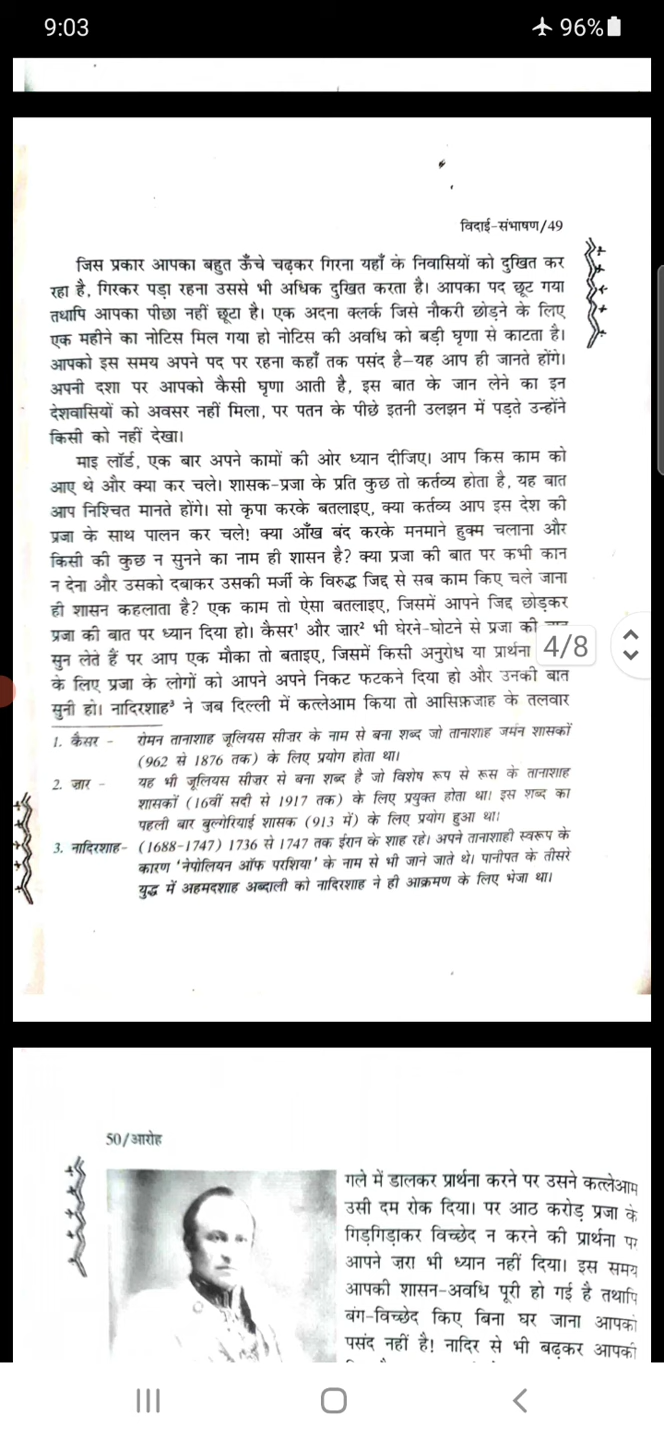 9:03
96%
विदाई-संभाषण/49
जिस प्रकार आपका बहुत ऊँचे चढ़कर गिरना यहाँ के निवासियों को दुखित कर
रहा है, गिरकर पड़ा रहना उससे भी अधिक दुखित करता है। आपका पद छूट गया
तथापि आपका पीछा नहीं छूटा है। एक अदना क्लर्क जिसे नौकरी छोड़ने के लिए
एक महीने का नोटिस मिल गया हो नोटिस की अवधि को बड़ी घृणा से काटता है।
आपको इस समय अपने पद पर रहना कहाँ तक पसंद है–यह आप ही जानते होंगे।
अपनी दशा पर आपको कैसी घृणा आती है, इस बात के जान लेने का इन
देशवासियों को अवसर नहीं मिला, पर पतन के पीछे इतनी उलझन में पड़ते उन्होंने
किसी को नहीं देखा।
माइ लॉर्ड, एक बार अपने कामों की ओर ध्यान दीजिए। आप किस काम को
आए थे और क्या कर चले। शासक-प्रजा के प्रति कुछ तो कर्तव्य होता है, यह बात
आप निश्चित मानते होंगे। सो कृपा करके बतलाइए, क्या कर्तव्य आप इस देश की
प्रजा के साथ पालन कर चले! क्या आँख बंद करके मनमाने हुक्म चलाना और
किसी की कुछ न सुनने का नाम ही शासन है? क्या प्रजा की बात पर कभी कान
न देना और उसको दबाकर उसकी मर्जी के विरुद्ध जिद्द से सब काम किए चले जाना
ही शासन कहलाता है? एक काम तो ऐसा बतलाइए, जिसमें आपने जिद्द छोड़कर
प्रजा की बात पर ध्यान दिया हो। कैसर¹ और ज़ार² भी घेरने-घोटने से प्रजा की
सुन लेते हैं पर आप एक मौका तो बताइए, जिसमें किसी अनुरोध या प्रार्थना
4/8
के लिए प्रजा के लोगों को आपने अपने निकट फटकने दिया हो और उनकी बात
सुनी हो। नादिरशाह³ ने जब दिल्ली में कत्लेआम किया तो आसिफ़जाह के तलवार
1. कैसर - रोमन तानाशाह जूलियस सीजर के नाम से बना शब्द जो तानाशाह जर्मन शासकों
(962 से 1876 तक) के लिए प्रयोग होता था।
2. ज़ार - यह भी जूलियस सीजर से बना शब्द है जो विशेष रूप से रूस के तानाशाह
शासकों (16वीं सदी से 1917 तक) के लिए प्रयुक्त होता था। इस शब्द का
पहली बार बुल्गेरियाई शासक (913 में) के लिए प्रयोग हुआ था।
3. नादिरशाह- (1688-1747) 1736 से 1747 तक ईरान के शाह रहे। अपने तानाशाही स्वरूप के
कारण 'नेपोलियन ऑफ परशिया' के नाम से भी जाने जाते थे। पानीपत के तीसरे
युद्ध में अहमदशाह अब्दाली को नादिरशाह ने ही आक्रमण के लिए भेजा था।
50/आरोह
गले में डालकर प्रार्थना करने पर उसने कत्लेआम
उसी दम रोक दिया। पर आठ करोड़ प्रजा के
गिड़गिड़ाकर विच्छेद न करने की प्रार्थना पर
आपने ज़रा भी ध्यान नहीं दिया। इस समय
आपकी शासन-अवधि पूरी हो गई है तथापि
बंग-विच्छेद किए बिना घर जाना आपको
पसंद नहीं है! नादिर से भी बढ़कर आपकी